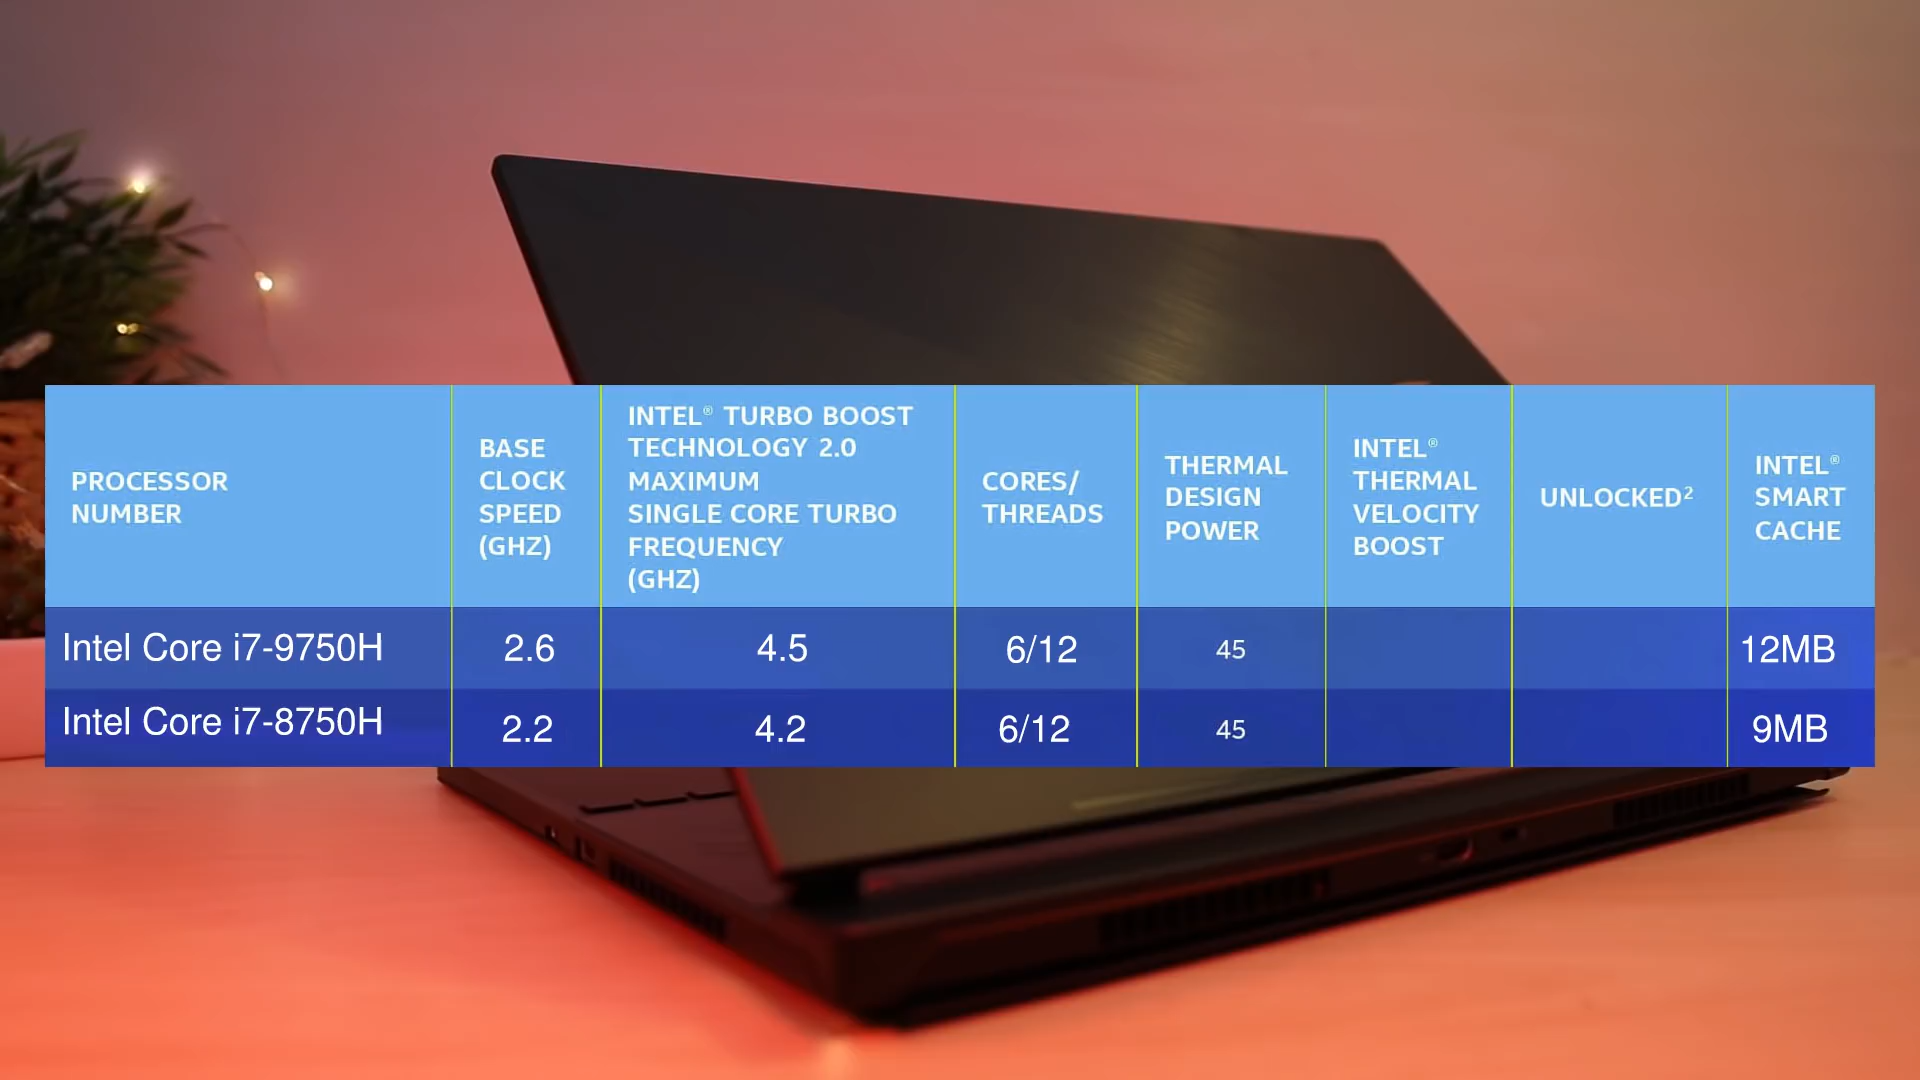 PROCESSOR
NUMBER
BASE
CLOCK
SPEED
(GHZ)
INTEL® TURBO BOOST
TECHNOLOGY 2.0
MAXIMUM
SINGLE CORE TURBO
FREQUENCY
(GHZ)
CORES/
THREADS
THERMAL
DESIGN
POWER
INTEL®
THERMAL
VELOCITY
BOOST
UNLOCKED²
INTEL®
SMART
CACHE
Intel Core i7-9750H 2.6 4.5 6/12 45 12MB
Intel Core i7-8750H 2.2 4.2 6/12 45 9MB